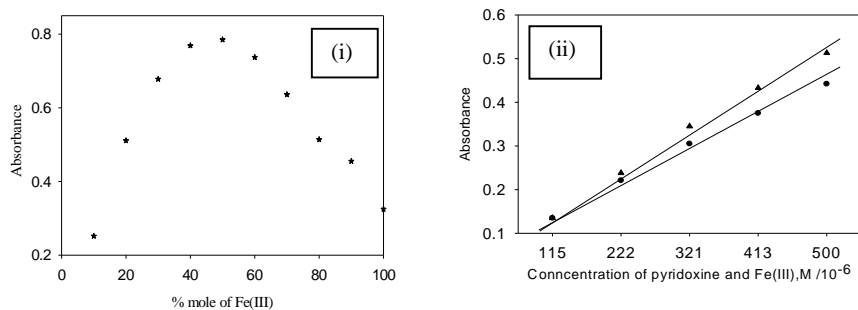 (i)
0.8
0.6
0.4
0.2
Absorbance
0 20 40 60 80 100
% mole of Fe(III)
(ii)
0.6
0.5
0.4
0.3
0.2
0.1
Absorbance
115 222 321 413 500
Conncentration of pyridoxine and Fe(III),M /10-6